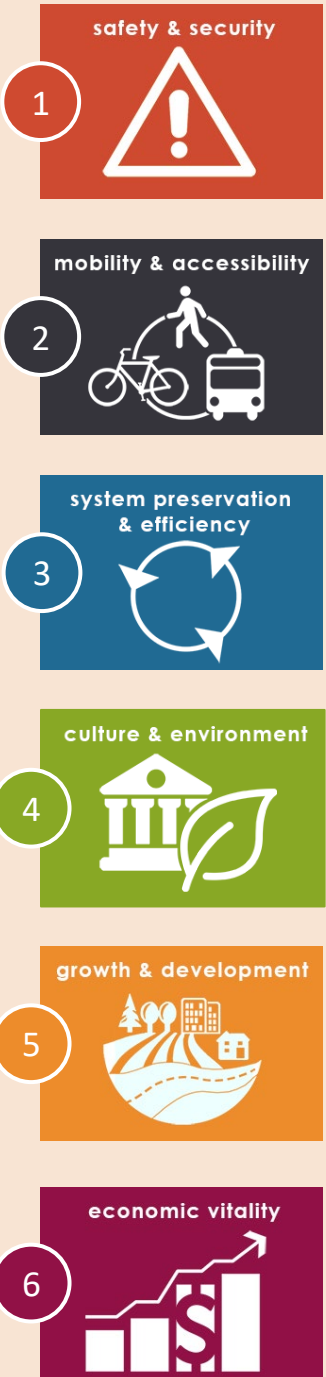 safety & security
1
mobility & accessibility
2
system preservation
& efficiency
3
culture & environment
4
growth & development
5
economic vitality
6
$